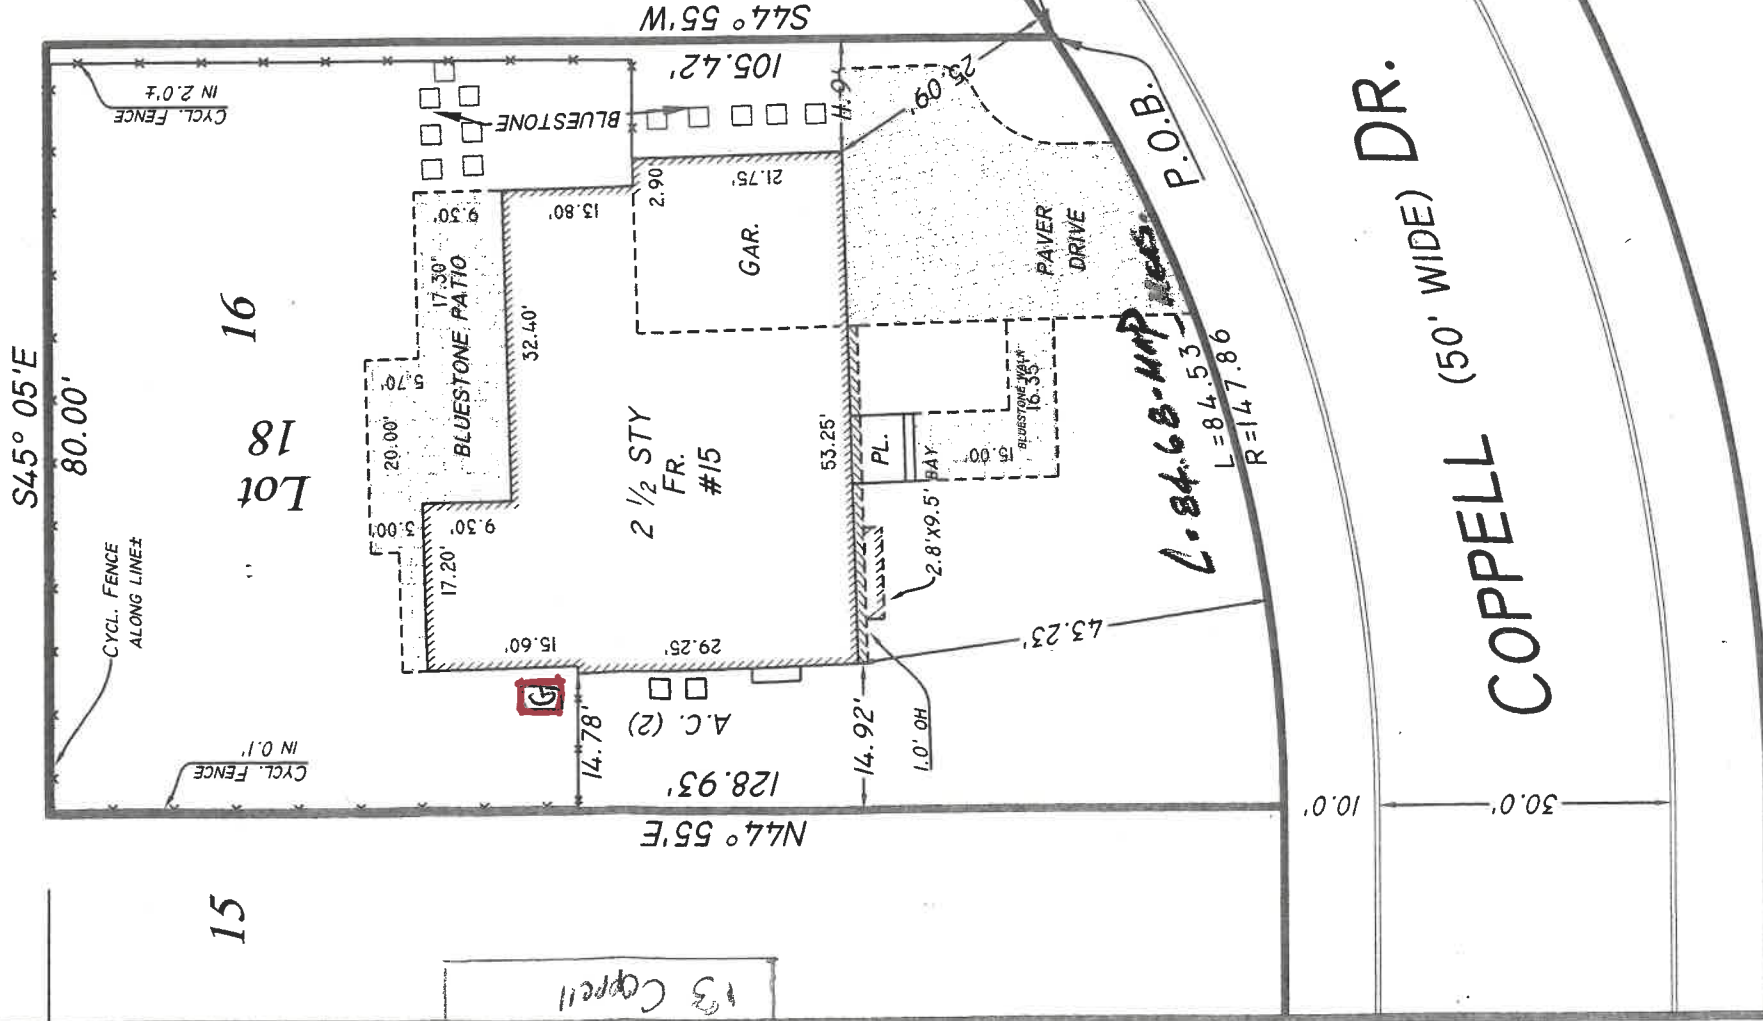 S44° 55'W
105.42'
CYCL. FENCE
IN 2.0'±
BLUESTONE
25.09'
P.O.B.
9.30'
13.80'
2.90'
21.75'
GAR.
PAVER
DRIVE
17.30'
BLUESTONE PATIO
32.40'
S45° 05'E
80.00'
16
Lot
18
5.70'
20.00'
3.00'
9.30'
17.20'
2 1/2 STY
FR.
#15
53.25'
PL.
BLUESTONE WALK
16.35'
15.00'
2.8'x9.5' BAY
L=84.53
R=147.86
L=84.68-MAP
COPPELL (50' WIDE) DR.
CYCL. FENCE
ALONG LINE±
15.60'
29.25'
43.23'
G
A.C. (2)
14.78'
14.92'
1.0' OH
CYCL. FENCE
IN 0.1'
128.93'
N44° 55'E
10.0'
30.0'
15
13 Coppell